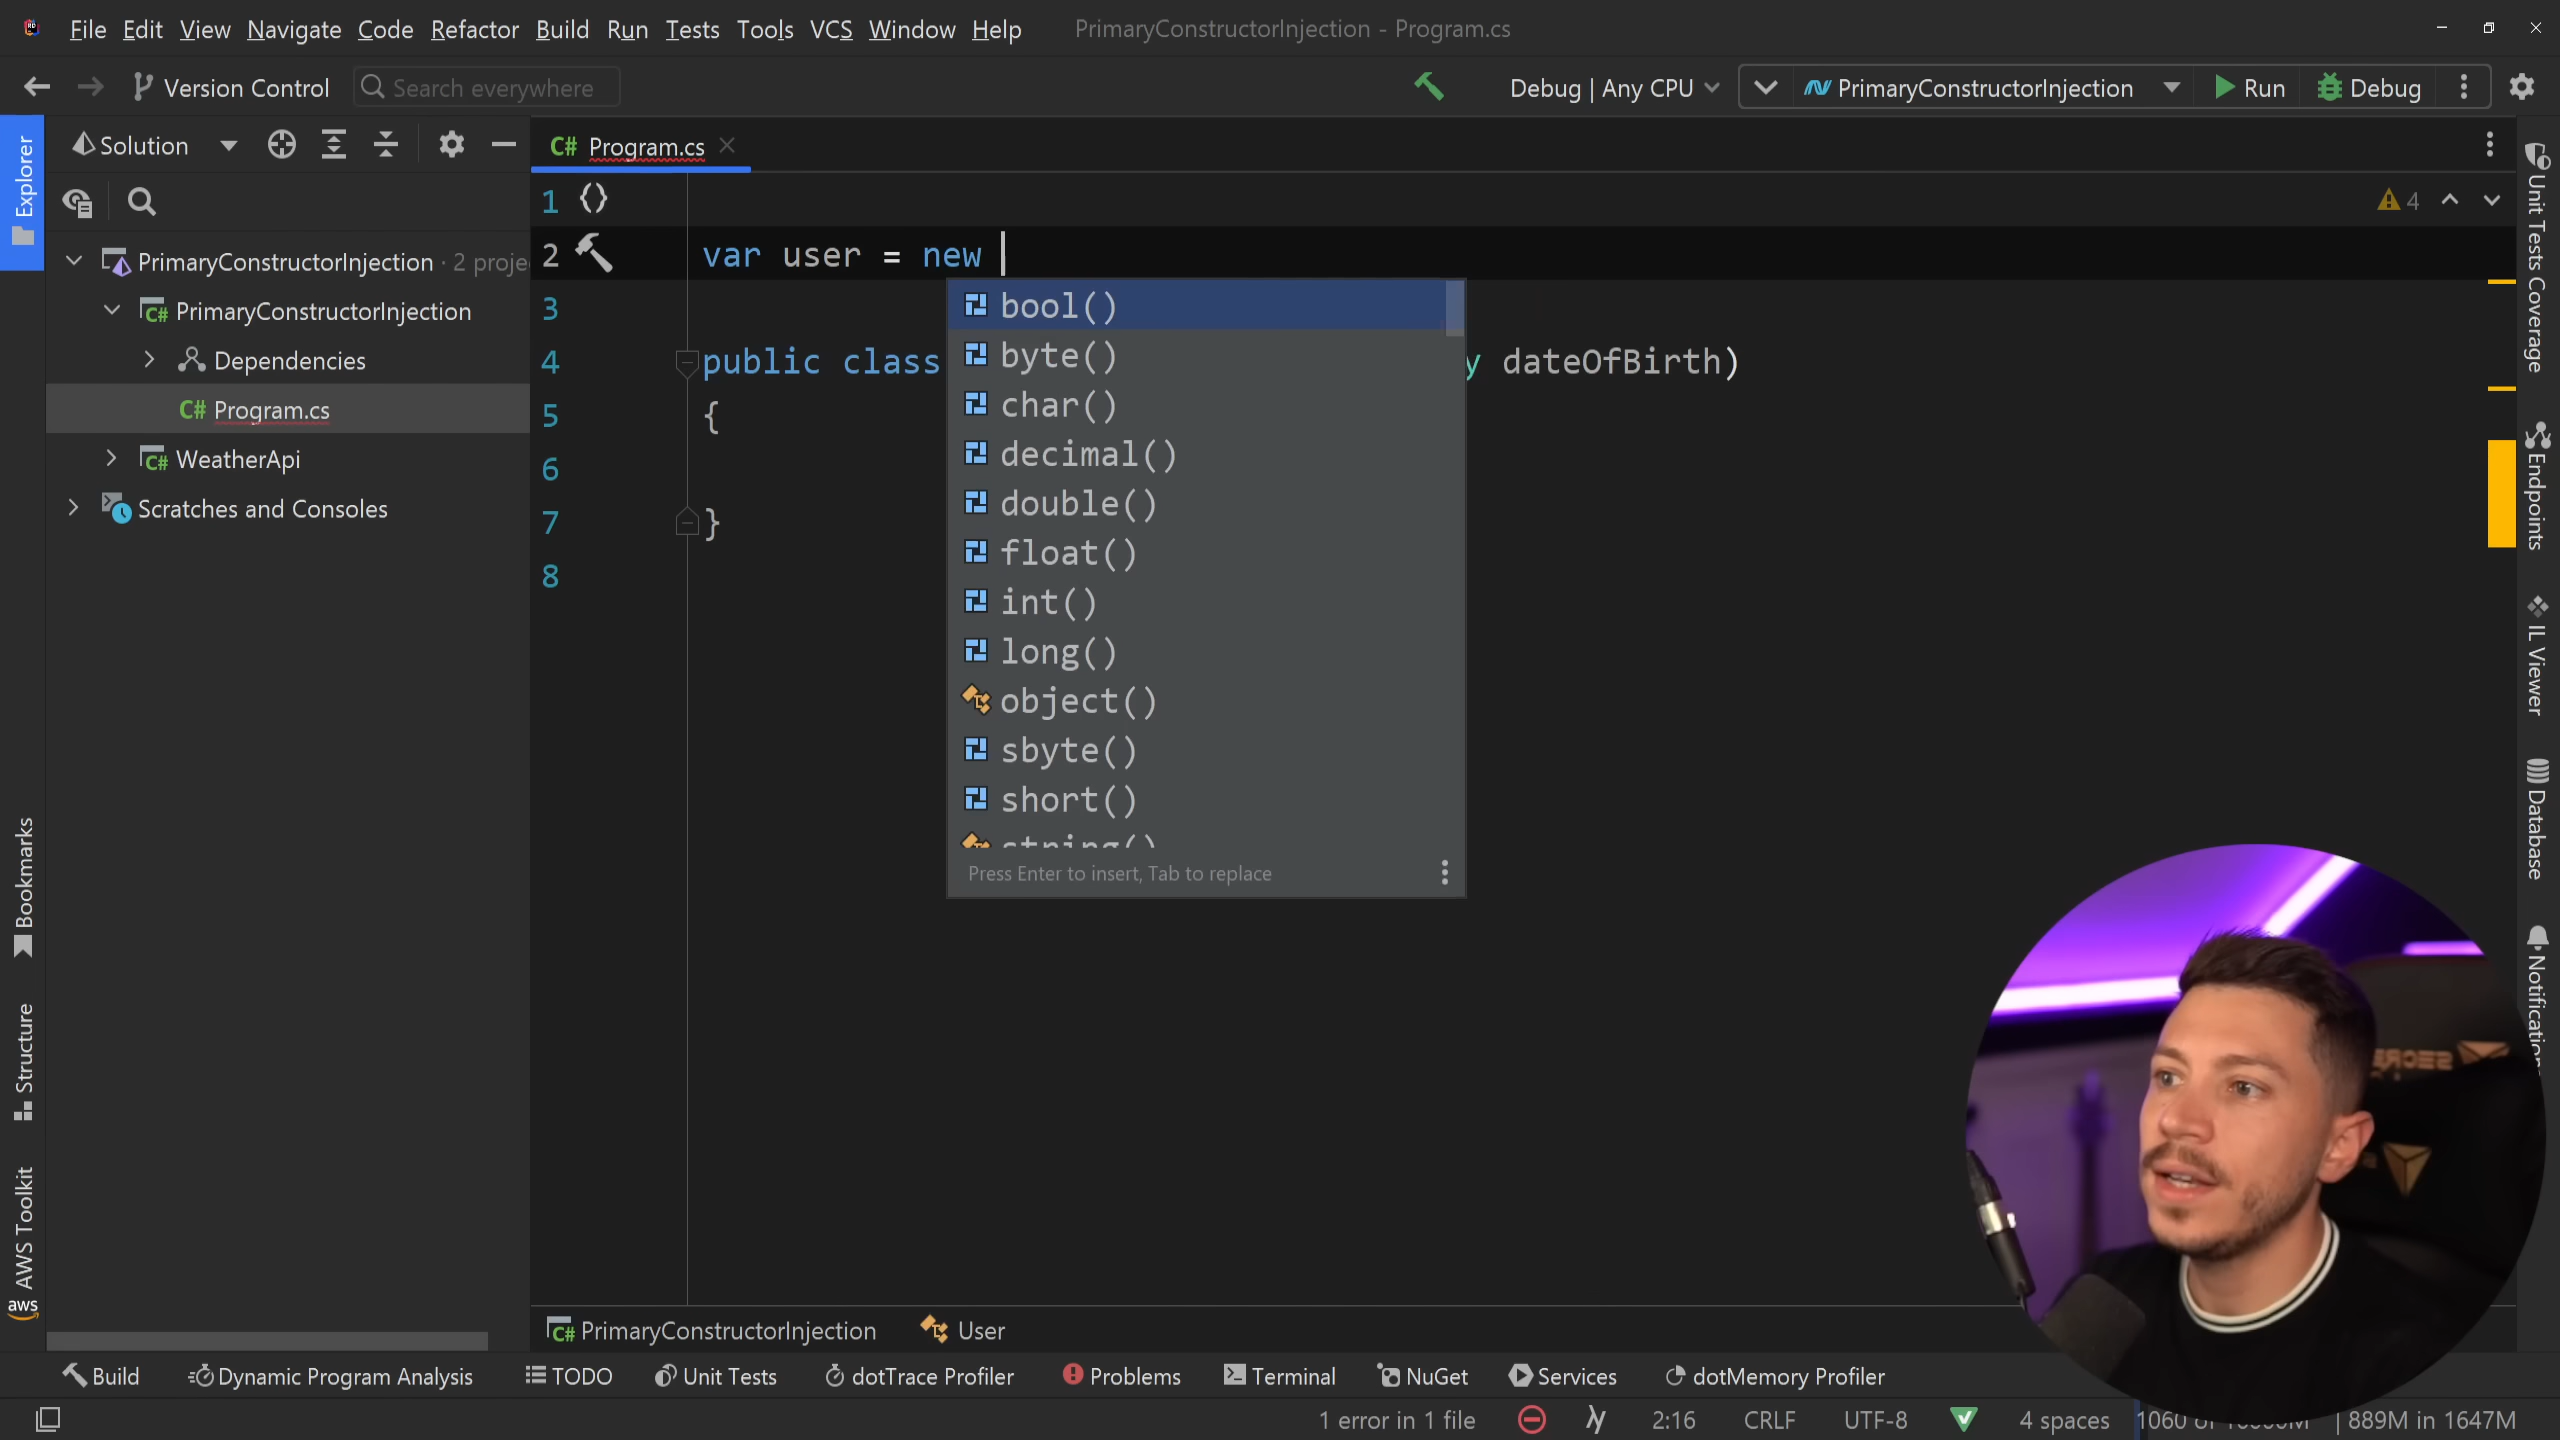 File Edit View Navigate Code Refactor Build Run Tests Tools VCS Window Help PrimaryConstructorInjection - Program.cs
Version Control Search everywhere Debug | Any CPU PrimaryConstructorInjection Run Debug
Explorer
Solution
C# Program.cs
PrimaryConstructorInjection · 2 proje
C# PrimaryConstructorInjection
Dependencies
C# Program.cs
C# WeatherApi
Scratches and Consoles
Bookmarks
Structure
AWS Toolkit
aws
1 {}
4
2 var user = new
3
4 public class y dateOfBirth)
5 {
6
7 }
8
bool()
byte()
char()
decimal()
double()
float()
int()
long()
object()
sbyte()
short()
string()
Press Enter to insert, Tab to replace
Unit Tests Coverage
Endpoints
IL Viewer
Database
Notification
C# PrimaryConstructorInjection User
Build Dynamic Program Analysis TODO Unit Tests dotTrace Profiler Problems Terminal NuGet Services dotMemory Profiler
1 error in 1 file 2:16 CRLF UTF-8 4 spaces 1060 of 889M in 1647M